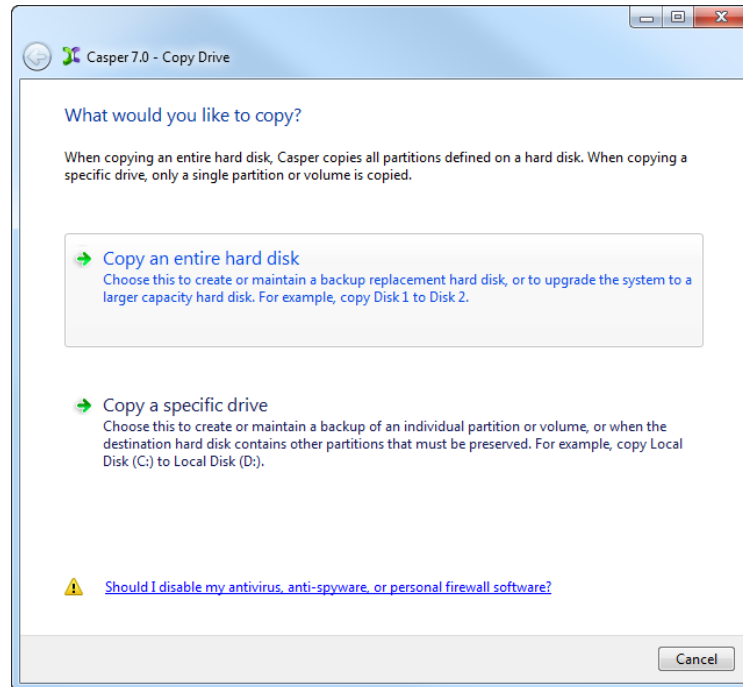 Casper 7.0 - Copy Drive
What would you like to copy?
When copying an entire hard disk, Casper copies all partitions defined on a hard disk. When copying a
specific drive, only a single partition or volume is copied.
Copy an entire hard disk
Choose this to create or maintain a backup replacement hard disk, or to upgrade the system to a
larger capacity hard disk. For example, copy Disk 1 to Disk 2.
Copy a specific drive
Choose this to create or maintain a backup of an individual partition or volume, or when the
destination hard disk contains other partitions that must be preserved. For example, copy Local
Disk (C:) to Local Disk (D:).
Should I disable my antivirus, anti-spyware, or personal firewall software?
Cancel